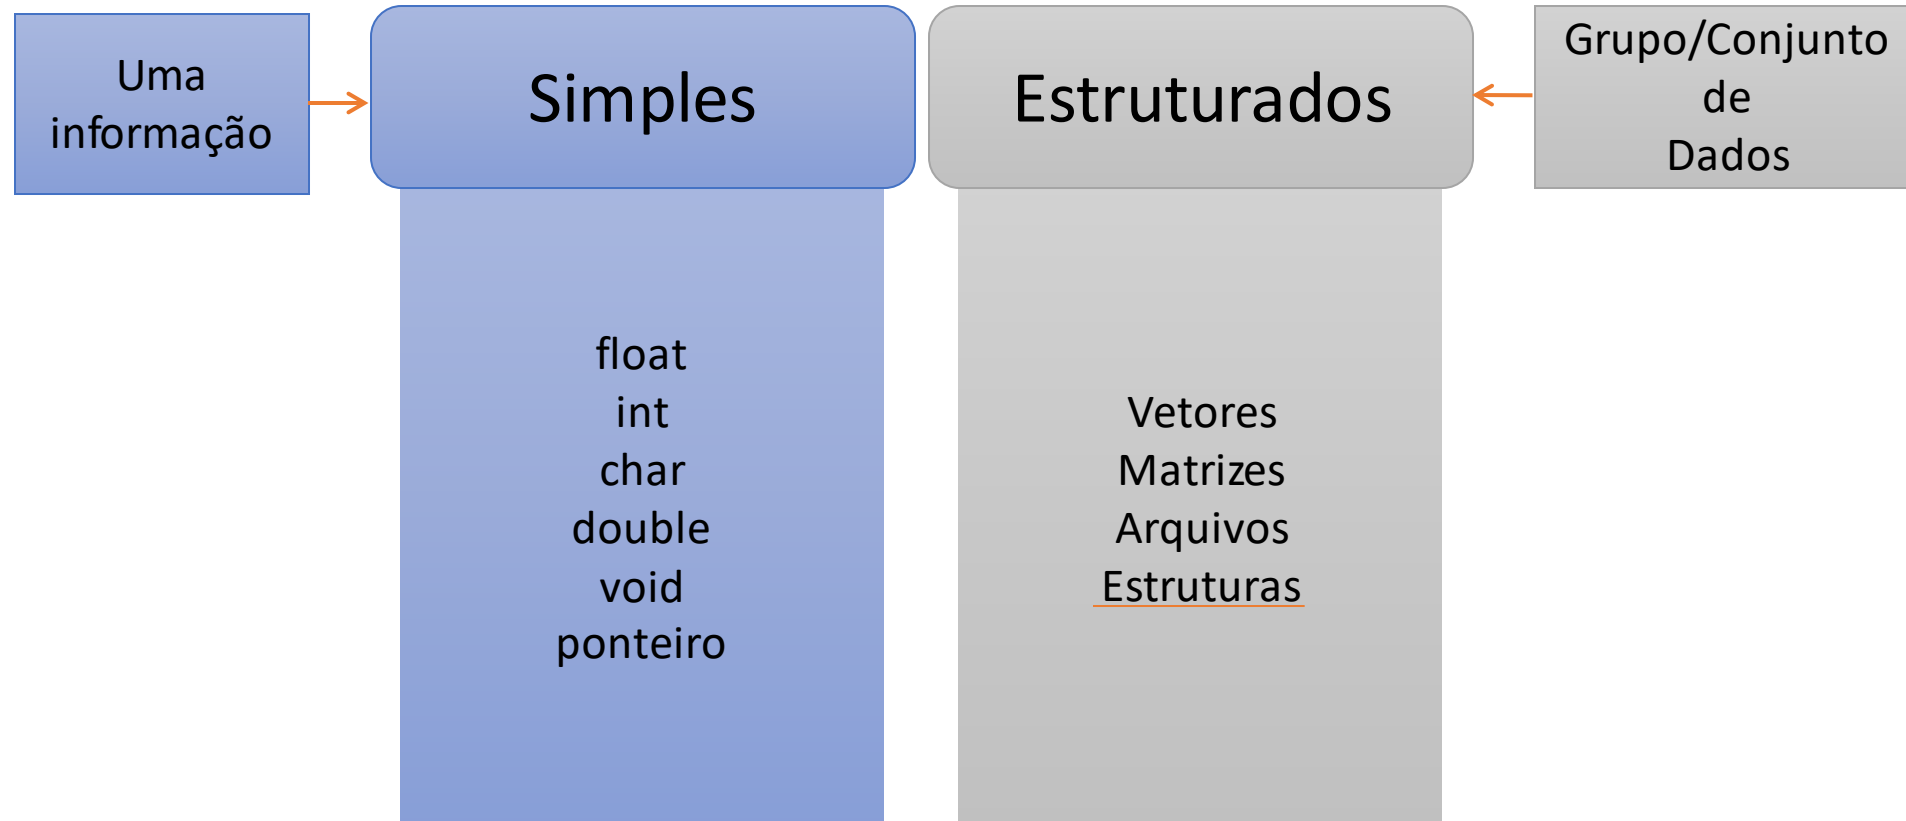 Uma
informação
Simples
float
int
char
double
void
ponteiro
Estruturados
Vetores
Matrizes
Arquivos
Estruturas
Grupo/Conjunto
de
Dados